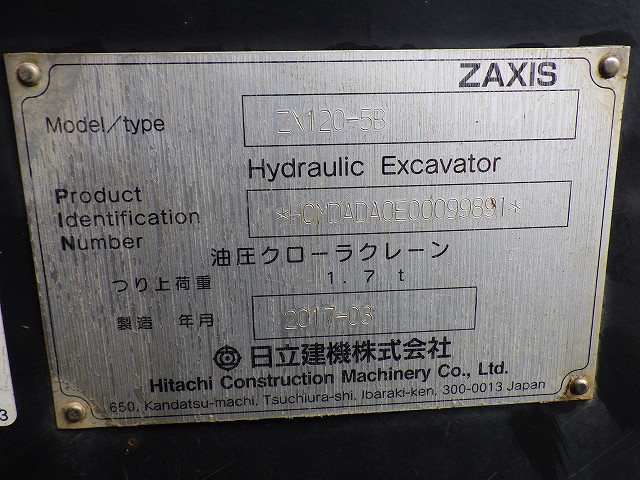 ZAXIS
Model/type ZX120-5B
Hydraulic Excavator
Product
Identification *HCMDADA0E00099891*
Number
油圧クローラクレーン
つり上荷重 1.7 t
製造 年月 2017-03
日立建機株式会社
Hitachi Construction Machinery Co., Ltd.
650, Kandatsu-machi, Tsuchiura-shi, Ibaraki-ken, 300-0013 Japan
3